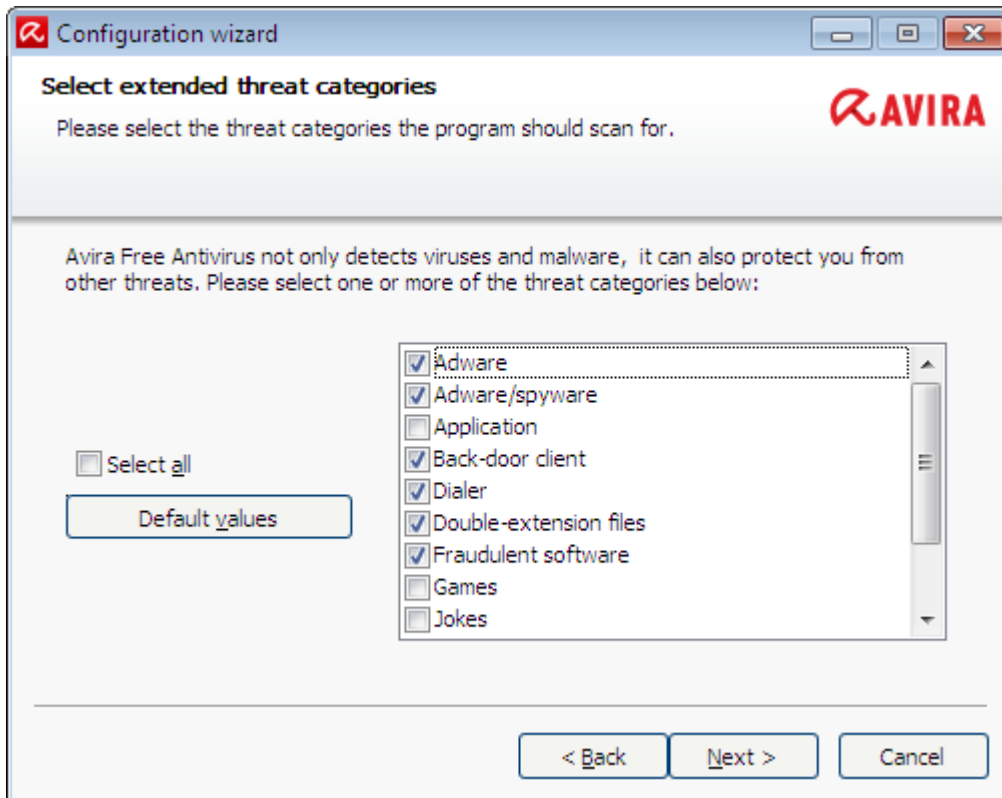 Configuration wizard
Select extended threat categories
Please select the threat categories the program should scan for.
AVIRA
Avira Free Antivirus not only detects viruses and malware, it can also protect you from
other threats. Please select one or more of the threat categories below:
Select all
Default values
Adware
Adware/spyware
Application
Back-door client
Dialer
Double-extension files
Fraudulent software
Games
Jokes
< Back
Next >
Cancel